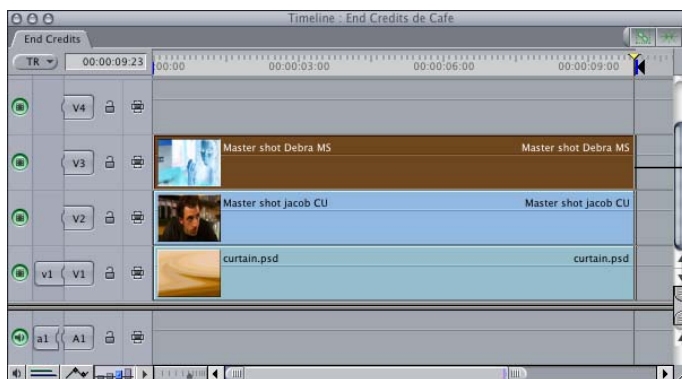 Timeline : End Credits de Cafe
End Credits
TR 00:00:09:23
00:00 00:00:03:00 00:00:06:00 00:00:09:00
V4
V3 Master shot Debra MS Master shot Debra MS
V2 Master shot jacob CU Master shot jacob CU
v1 V1 curtain.psd curtain.psd
a1 A1